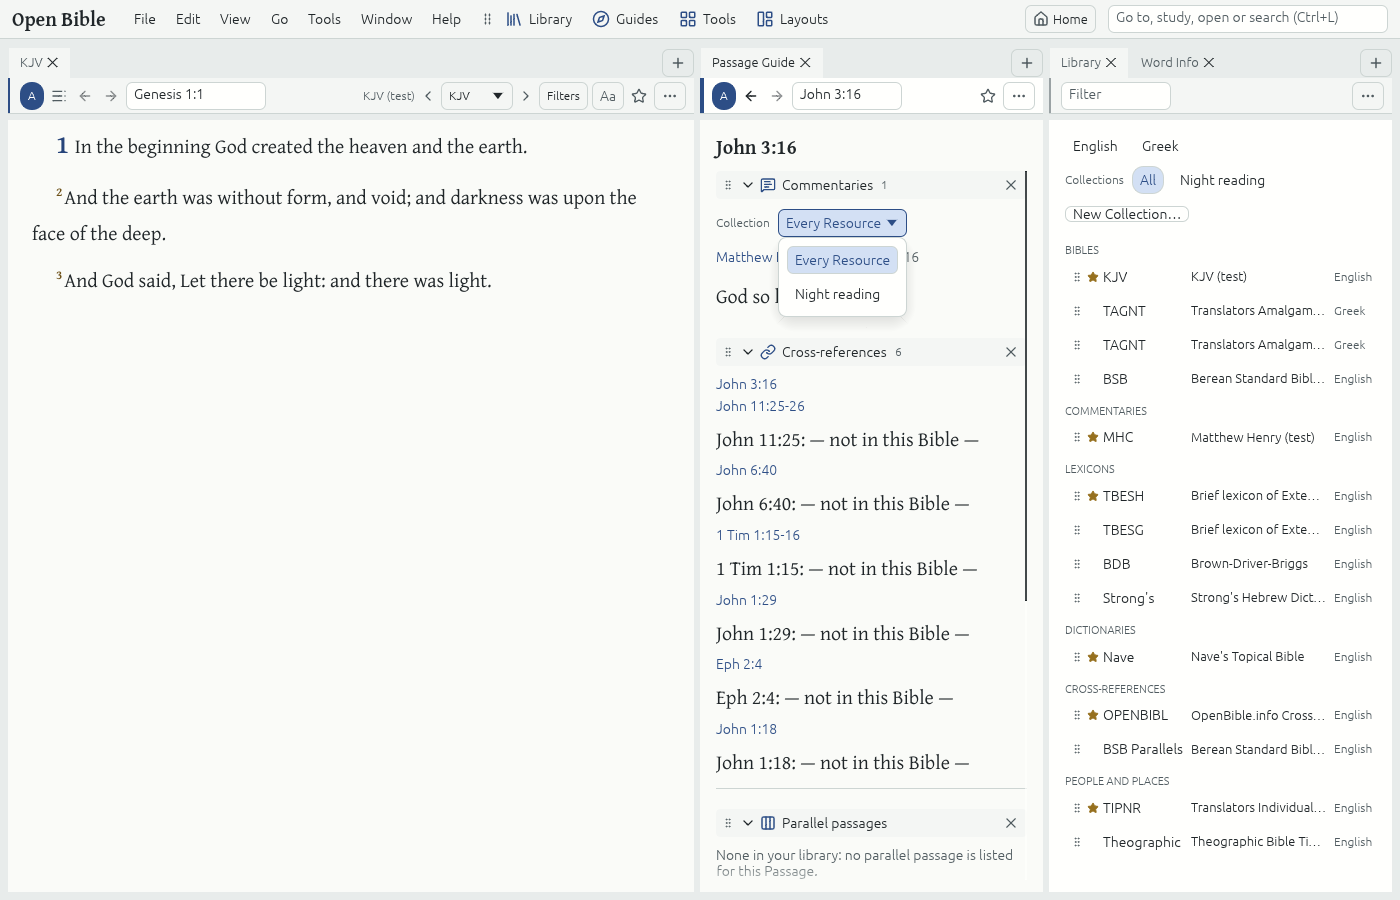 Open Bible File Edit View Go Tools Window Help Library Guides Tools Layouts Home Go to, study, open or search (Ctrl+L)
KJV
A Genesis 1:1 KJV (test) KJV Filters Aa
1 In the beginning God created the heaven and the earth.
2 And the earth was without form, and void; and darkness was upon the
face of the deep.
3 And God said, Let there be light: and there was light.
Passage Guide
A John 3:16
John 3:16
Commentaries 1
Collection Every Resource
Every Resource
Night reading
Matthew 16
God so
Cross-references 6
John 3:16
John 11:25-26
John 11:25: — not in this Bible —
John 6:40
John 6:40: — not in this Bible —
1 Tim 1:15-16
1 Tim 1:15: — not in this Bible —
John 1:29
John 1:29: — not in this Bible —
Eph 2:4
Eph 2:4: — not in this Bible —
John 1:18
John 1:18: — not in this Bible —
Parallel passages
None in your library: no parallel passage is listed
for this Passage.
Library Word Info
Filter
English Greek
Collections All Night reading
New Collection...
BIBLES
KJV KJV (test) English
TAGNT Translators Amalgam... Greek
TAGNT Translators Amalgam... Greek
BSB Berean Standard Bibl... English
COMMENTARIES
MHC Matthew Henry (test) English
LEXICONS
TBESH Brief lexicon of Exte... English
TBESG Brief lexicon of Exte... English
BDB Brown-Driver-Briggs English
Strong's Strong's Hebrew Dict... English
DICTIONARIES
Nave Nave's Topical Bible English
CROSS-REFERENCES
OPENBIBL OpenBible.info Cross... English
BSB Parallels Berean Standard Bibl... English
PEOPLE AND PLACES
TIPNR Translators Individual... English
Theographic Theographic Bible Ti... English